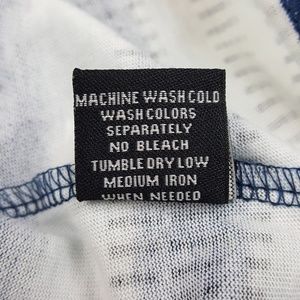 MACHINE WASH COLD
WASH COLORS
SEPARATELY
NO BLEACH
TUMBLE DRY LOW
MEDIUM IRON
WHEN NEEDED